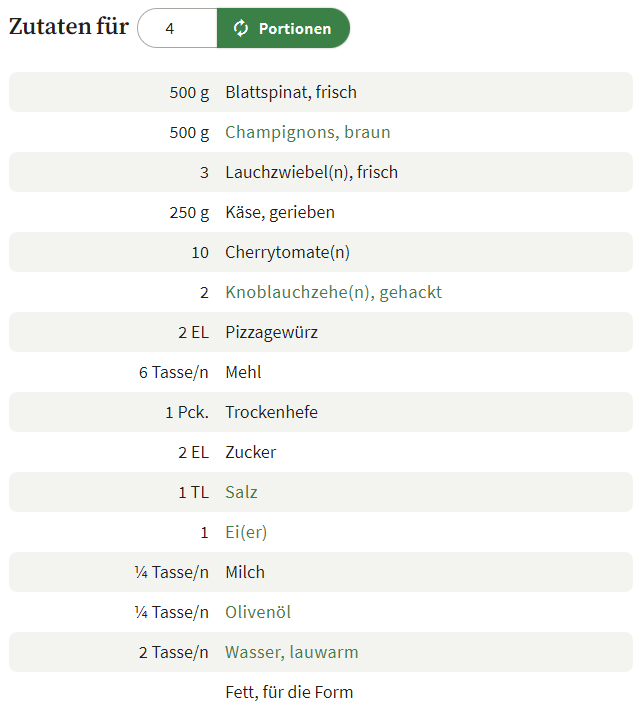 Zutaten für 4 Portionen
500 g Blattspinat, frisch
500 g Champignons, braun
3 Lauchzwiebel(n), frisch
250 g Käse, gerieben
10 Cherrytomate(n)
2 Knoblauchzehe(n), gehackt
2 EL Pizzagewürz
6 Tasse/n Mehl
1 Pck. Trockenhefe
2 EL Zucker
1 TL Salz
1 Ei(er)
¼ Tasse/n Milch
¼ Tasse/n Olivenöl
2 Tasse/n Wasser, lauwarm
Fett, für die Form